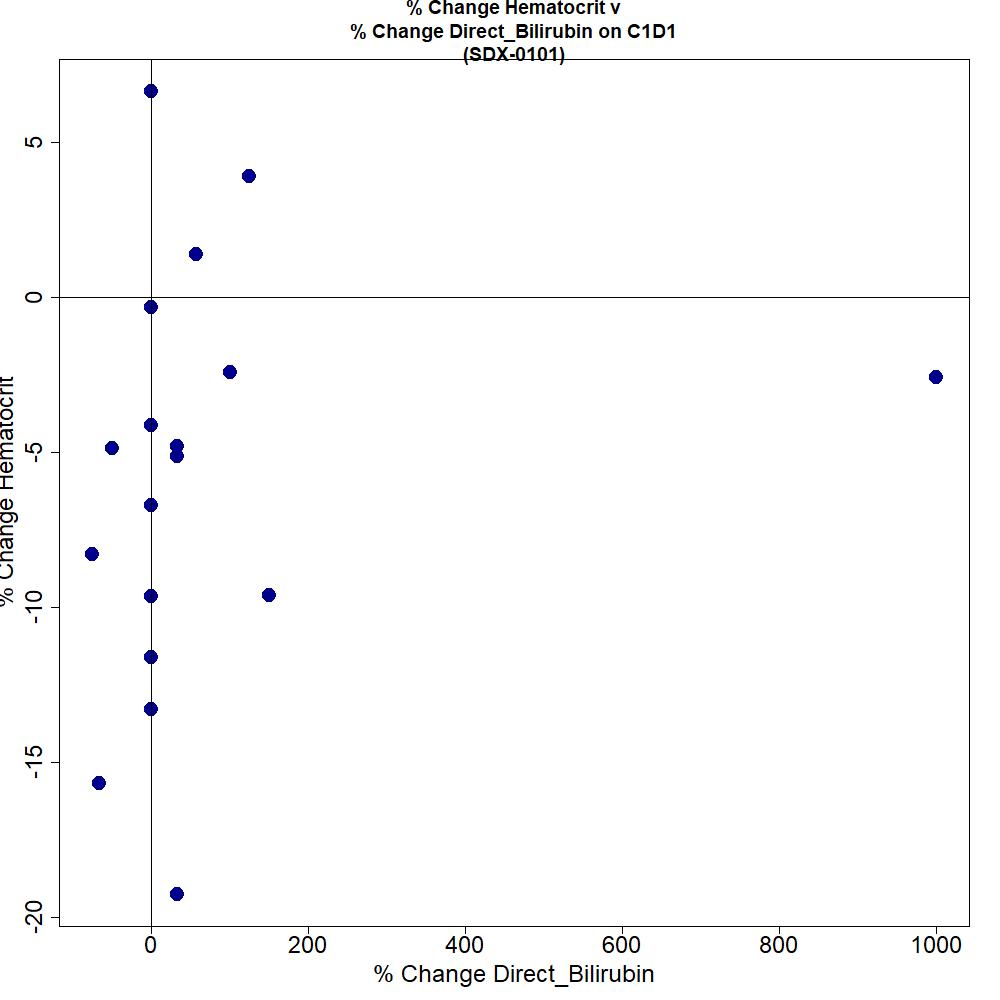 % Change Hematocrit v
% Change Direct_Bilirubin on C1D1
(SDX-0101)
% Change Hematocrit
5
0
-5
-10
-15
-20
0 200 400 600 800 1000
% Change Direct_Bilirubin